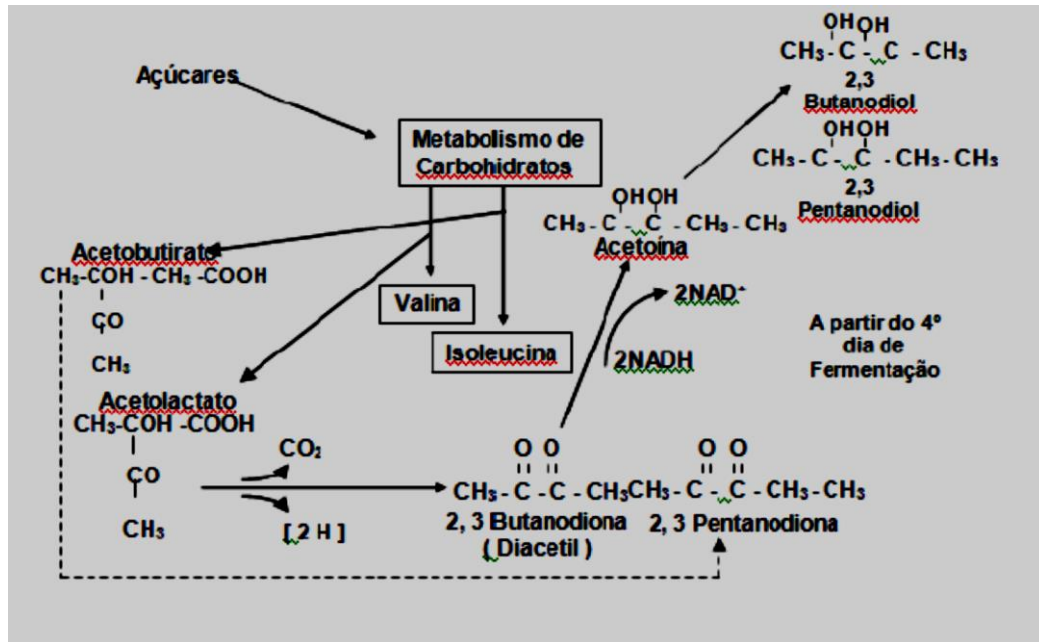 Açúcares
Metabolismo de
Carbohidratos
OHOH
CH₃-C - C - CH₃
2,3
Butanodiol
OHOH
CH₃- C - C - CH₃-CH₃
2,3
Pentanodiol
OHOH
CH₃- C - C - CH₃-CH₃
Acetoína
Acetobutirato
CH₃-COH - CH₃ -COOH
CO
CH₃
Valina
Isoleucina
2NAD⁺
2NADH
A partir do 4º
dia de
Fermentação
Acetolactato
CH₃-COH -COOH
CO
CH₃
CO₂
[ 2 H ]
O O
CH₃- C - C - CH₃
2, 3 Butanodiona
( Diacetil )
O O
CH₃- C - C -CH₃-CH₃
2, 3 Pentanodiona